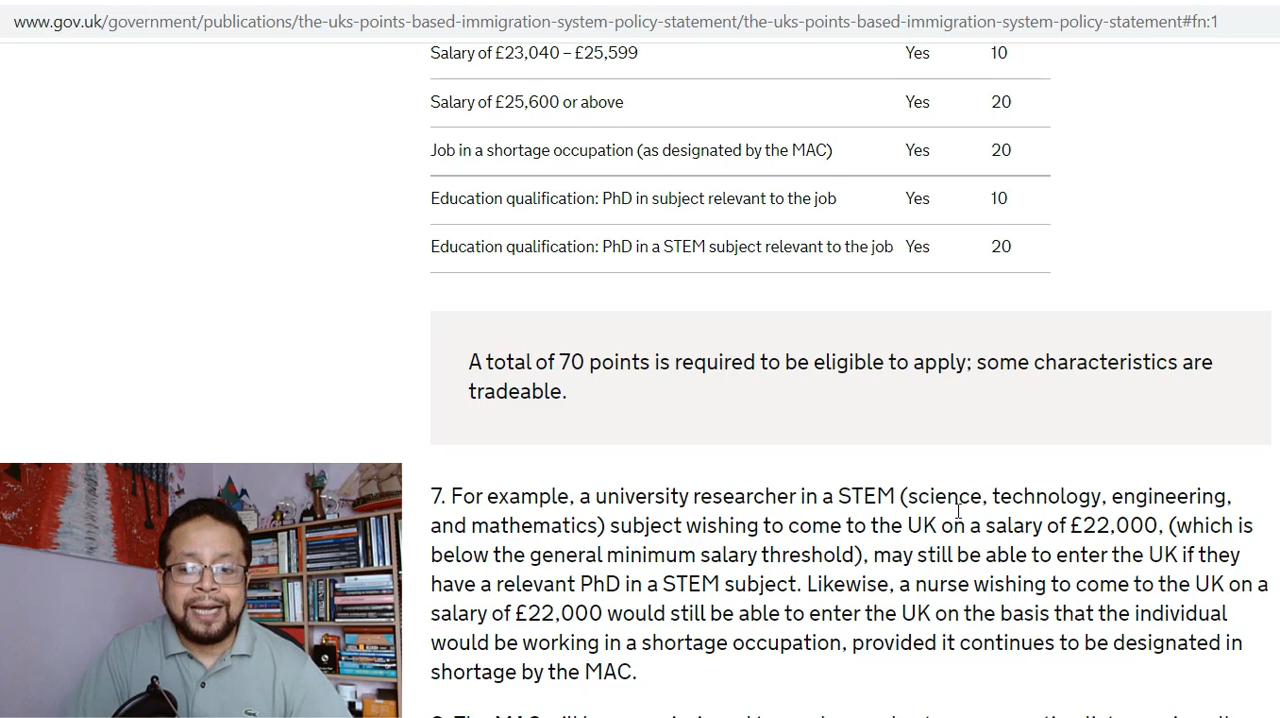 www.gov.uk/government/publications/the-uks-points-based-immigration-system-policy-statement/the-uks-points-based-immigration-system-policy-statement#fn:1
Salary of £23,040 – £25,599 Yes 10
Salary of £25,600 or above Yes 20
Job in a shortage occupation (as designated by the MAC) Yes 20
Education qualification: PhD in subject relevant to the job Yes 10
Education qualification: PhD in a STEM subject relevant to the job Yes 20
A total of 70 points is required to be eligible to apply; some characteristics are
tradeable.
7. For example, a university researcher in a STEM (science, technology, engineering,
and mathematics) subject wishing to come to the UK on a salary of £22,000, (which is
below the general minimum salary threshold), may still be able to enter the UK if they
have a relevant PhD in a STEM subject. Likewise, a nurse wishing to come to the UK on a
salary of £22,000 would still be able to enter the UK on the basis that the individual
would be working in a shortage occupation, provided it continues to be designated in
shortage by the MAC.